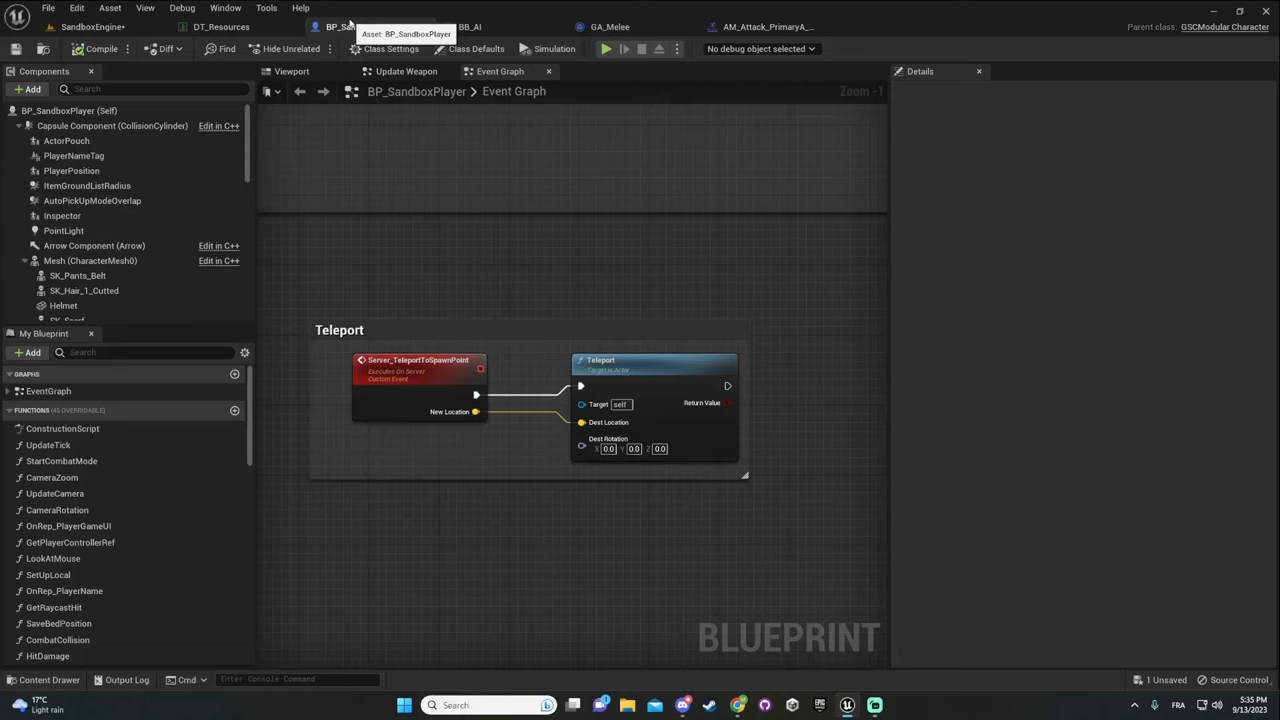 File Edit Asset View Debug Window Tools Help
SandboxEngine DT_Resources BP_Sa BB_AI GA_Melee AM_Attack_PrimaryA_... Parent class: GSCModular Character
Asset: BP_SandboxPlayer
Compile Diff Find Hide Unrelated Class Settings Class Defaults Simulation No debug object selected
Components Viewport Update Weapon Event Graph Details
Add Search BP_SandboxPlayer > Event Graph Zoom -1
BP_SandboxPlayer (Self)
Capsule Component (CollisionCylinder) Edit in C++
ActorPouch
PlayerNameTag
PlayerPosition
ItemGroundListRadius
AutoPickUpModeOverlap
Inspector
PointLight
Arrow Component (Arrow) Edit in C++
Mesh (CharacterMesh0) Edit in C++
SK_Pants_Belt
SK_Hair_1_Cutted
Helmet
SK_Scarf
My Blueprint
Add Search
GRAPHS
EventGraph
FUNCTIONS (45 OVERRIDABLE)
ConstructionScript
UpdateTick
StartCombatMode
CameraZoom
UpdateCamera
CameraRotation
OnRep_PlayerGameUI
GetPlayerControllerRef
LookAtMouse
SetUpLocal
OnRep_PlayerName
GetRaycastHit
SaveBedPosition
CombatCollision
HitDamage
Teleport
Server_TeleportToSpawnPoint
Executes On Server
Custom Event
New Location
Teleport
Target is Actor
Target self Return Value
Dest Location
Dest Rotation
X 0.0 Y 0.0 Z 0.0
BLUEPRINT
Content Drawer Output Log Cmd Enter Console Command 1 Unsaved Source Control
17°C
Light rain
Search
FRA
5:35 PM
9/13/2023